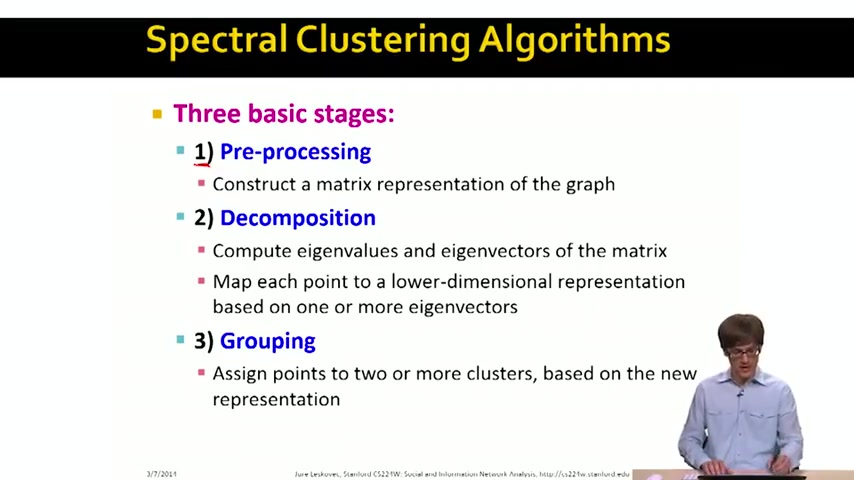 Spectral Clustering Algorithms
Three basic stages:
1) Pre-processing
Construct a matrix representation of the graph
2) Decomposition
Compute eigenvalues and eigenvectors of the matrix
Map each point to a lower-dimensional representation
based on one or more eigenvectors
3) Grouping
Assign points to two or more clusters, based on the new
representation
3/7/2014
Jure Leskovec, Stanford CS224W: Social and Information Network Analysis, http://cs224w.stanford.edu